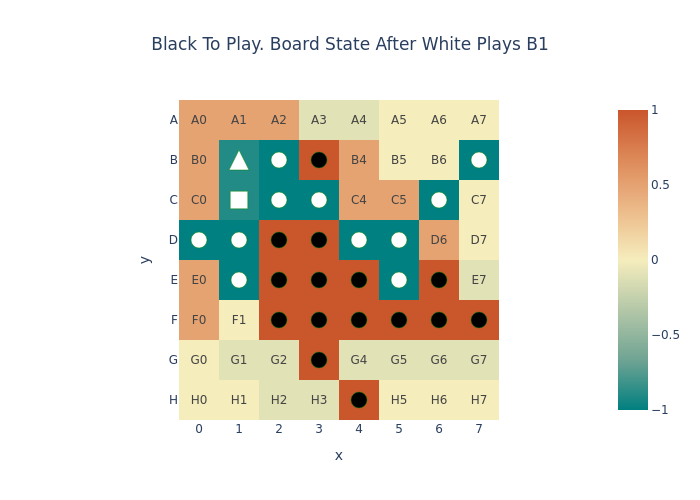 Black To Play. Board State After White Plays B1
A A0 A1 A2 A3 A4 A5 A6 A7
B B0 B4 B5 B6
C C0 C4 C5 C7
D D6 D7
E E0 E7
F F0 F1
G G0 G1 G2 G4 G5 G6 G7
H H0 H1 H2 H3 H5 H6 H7
0 1 2 3 4 5 6 7
x
y
1
0.5
0
−0.5
−1